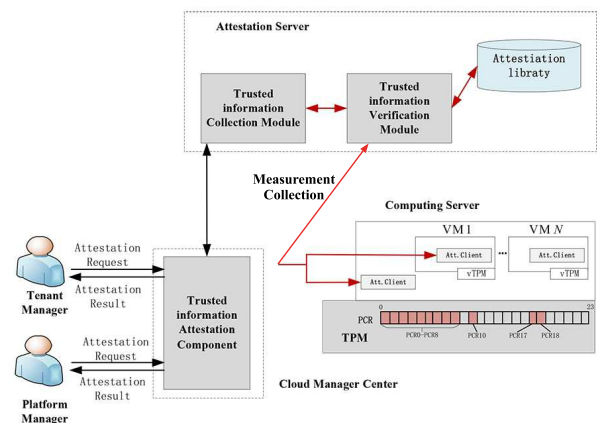 Attestation Server
Attestiation
libraty
Trusted
information
Collection Module
Trusted
information
Verification
Module
Measurement
Collection
Computing Server
VM 1
...
VM N
Att.Client
Att.Client
vTPM
vTPM
Att.Client
0
23
PCR
PCR0-PCR8
PCR10
PCR17
PCR18
TPM
Attestation
Request
Attestation
Result
Tenant
Manager
Trusted
information
Attestation
Component
Attestation
Request
Attestation
Result
Platform
Manager
Cloud Manager Center